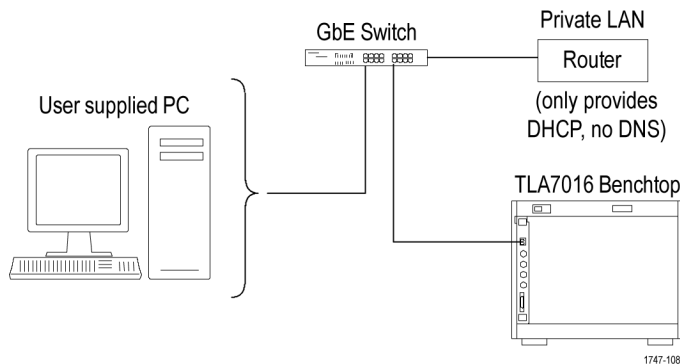 GbE Switch
Private LAN
Router
(only provides
DHCP, no DNS)
User supplied PC
TLA7016 Benchtop
1747-108